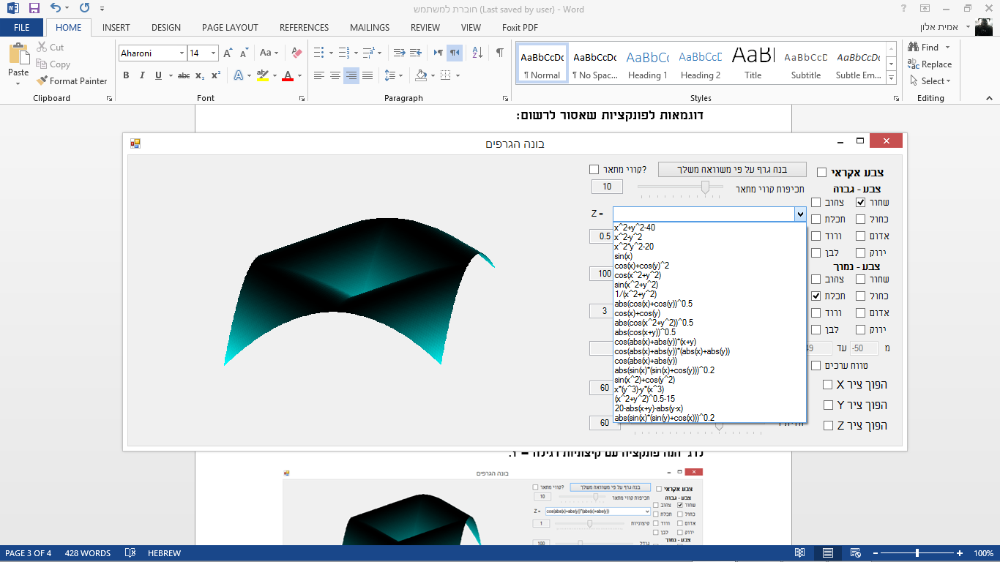 חוברת למשתמש (Last saved by user) - Word
FILE HOME INSERT DESIGN PAGE LAYOUT REFERENCES MAILINGS REVIEW VIEW Foxit PDF
אמית אלון
Paste
Cut
Copy
Format Painter
Clipboard
Aharoni 14
Font
Paragraph
AaBbCcDc AaBbCcDc AaBbCc AaBbCcD AaBl AaBbCcD AaBbCcDc
¶ Normal ¶ No Spac... Heading 1 Heading 2 Title Subtitle Subtle Em...
Styles
Find
Replace
Select
Editing
דוגמאות לפונקציות שאסור לרשום:
בונה הגרפים
קווי מתאר?
בנה גרף על פי משוואה משלך
10
תכיפות קווי מתאר
Z =
x^2+y^2-40
x^2-y^2
x^2*y^2-20
sin(x)
cos(x)+cos(y)^2
cos(x^2+y^2)
sin(x^2+y^2)
1/(x^2+y^2)
abs(cos(x)+cos(y))^0.5
cos(x)+cos(y)
abs(cos(x^2+y^2))^0.5
abs(cos(x+y))^0.5
cos(abs(x)+abs(y))*(x+y)
cos(abs(x)+abs(y))*(abs(x)+abs(y))
cos(abs(x)+abs(y))
abs(sin(x)*(sin(x)+cos(y)))^0.2
sin(x^2)+cos(y^2)
x*(y^3)-y*(x^3)
(x^2+y^2)^0.5-15
20-abs(x+y)-abs(y-x)
abs(sin(x)*(sin(y)+cos(x)))^0.2
0.5
100
3
60
60
צבע אקראי
צבע - גבוה
שחור צהוב
כחול תכלת
אדום ורוד
ירוק לבן
צבע - נמוך
שחור צהוב
כחול תכלת
אדום ורוד
ירוק לבן
מ -50 עד 49
טווח ערכים
הפוך ציר X
הפוך ציר Y
הפוך ציר Z
לדג' הנה פונקציה עם קיצוניות רגילה = 1.
בונה הגרפים
קווי מתאר?
בנה גרף על פי משוואה משלך
10
תכיפות קווי מתאר
Z = cos(abs(x)+abs(y))*(abs(x)+abs(y))
1 קיצוניות
100 גודל
צבע אקראי
צבע - גבוה
שחור צהוב
כחול תכלת
אדום ורוד
ירוק לבן
צבע - נמוך
PAGE 3 OF 4 428 WORDS HEBREW
100%